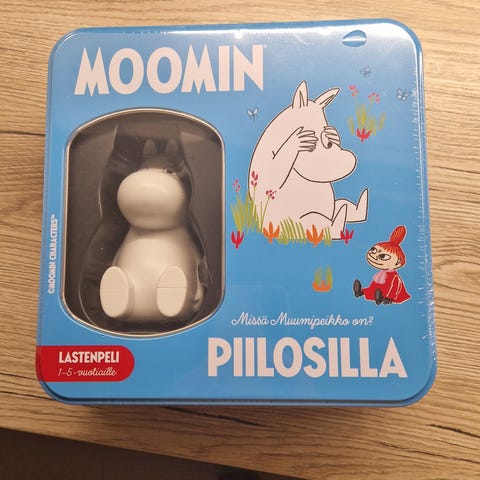 MOOMIN
©MOOMIN CHARACTERS™
Missä Muumipeikko on?
PIILOSILLA
LASTENPELI
1–5-vuotiaille